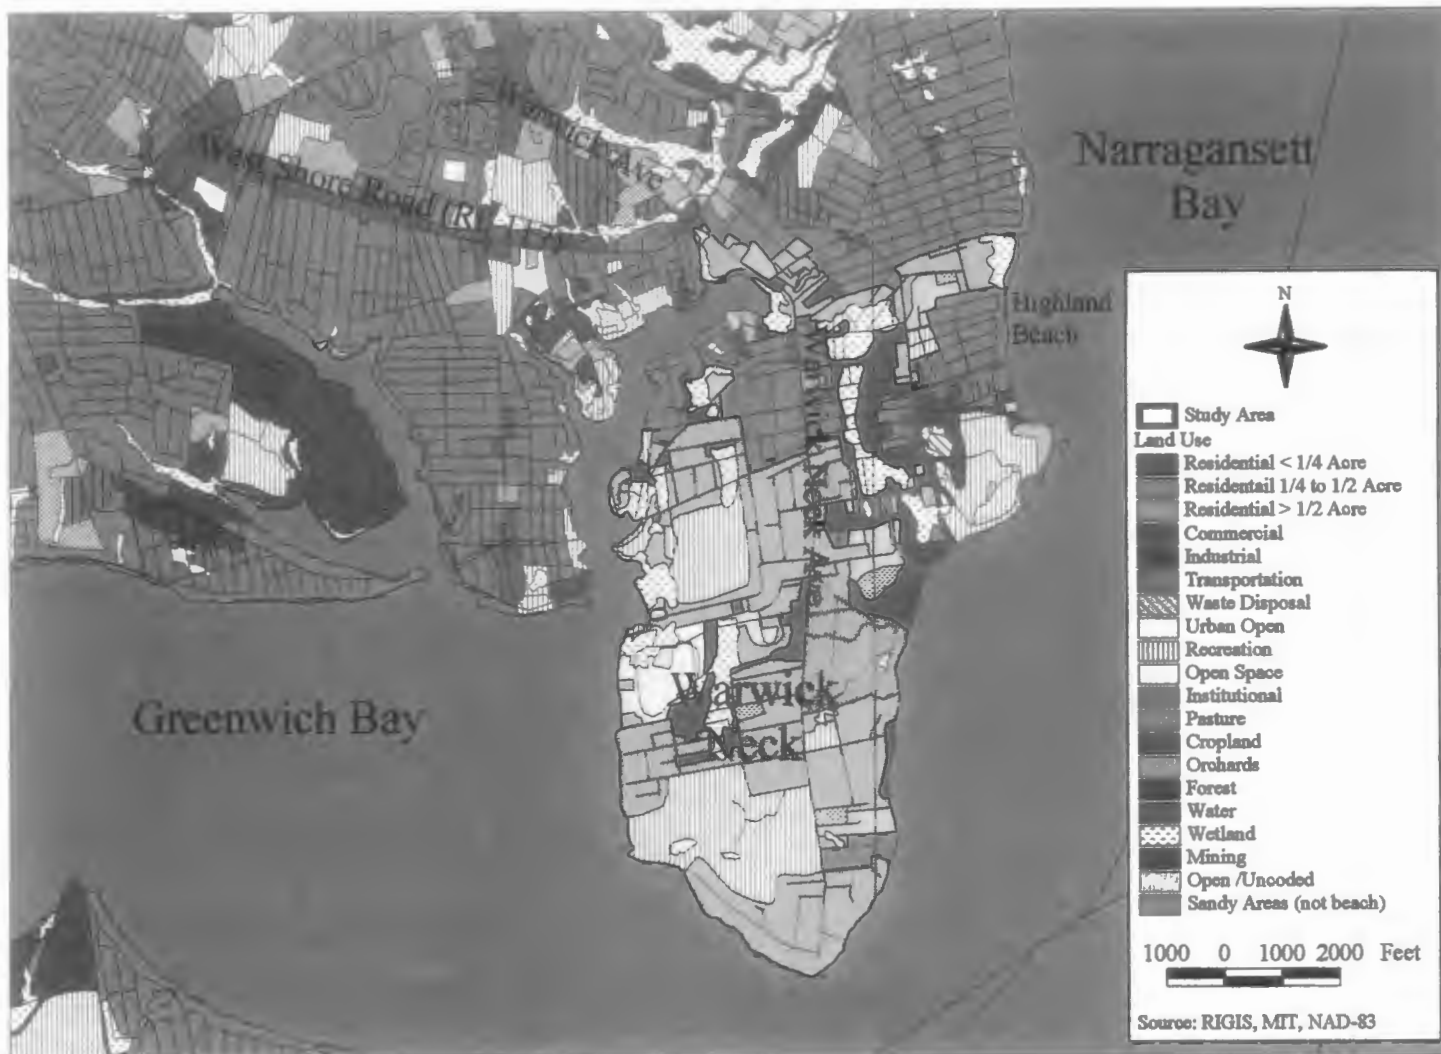 Warwick Ave
West Shore Road (Rt. 117)
Narragansett
Bay
Highland
Beach
Warwick Neck Ave
Greenwich Bay
Warwick
Neck
N
Study Area
Land Use
Residential < 1/4 Acre
Residentail 1/4 to 1/2 Acre
Residential > 1/2 Acre
Commercial
Industrial
Transportation
Waste Disposal
Urban Open
Recreation
Open Space
Institutional
Pasture
Cropland
Orchards
Forest
Water
Wetland
Mining
Open /Uncoded
Sandy Areas (not beach)
1000 0 1000 2000 Feet
Source: RIGIS, MIT, NAD-83